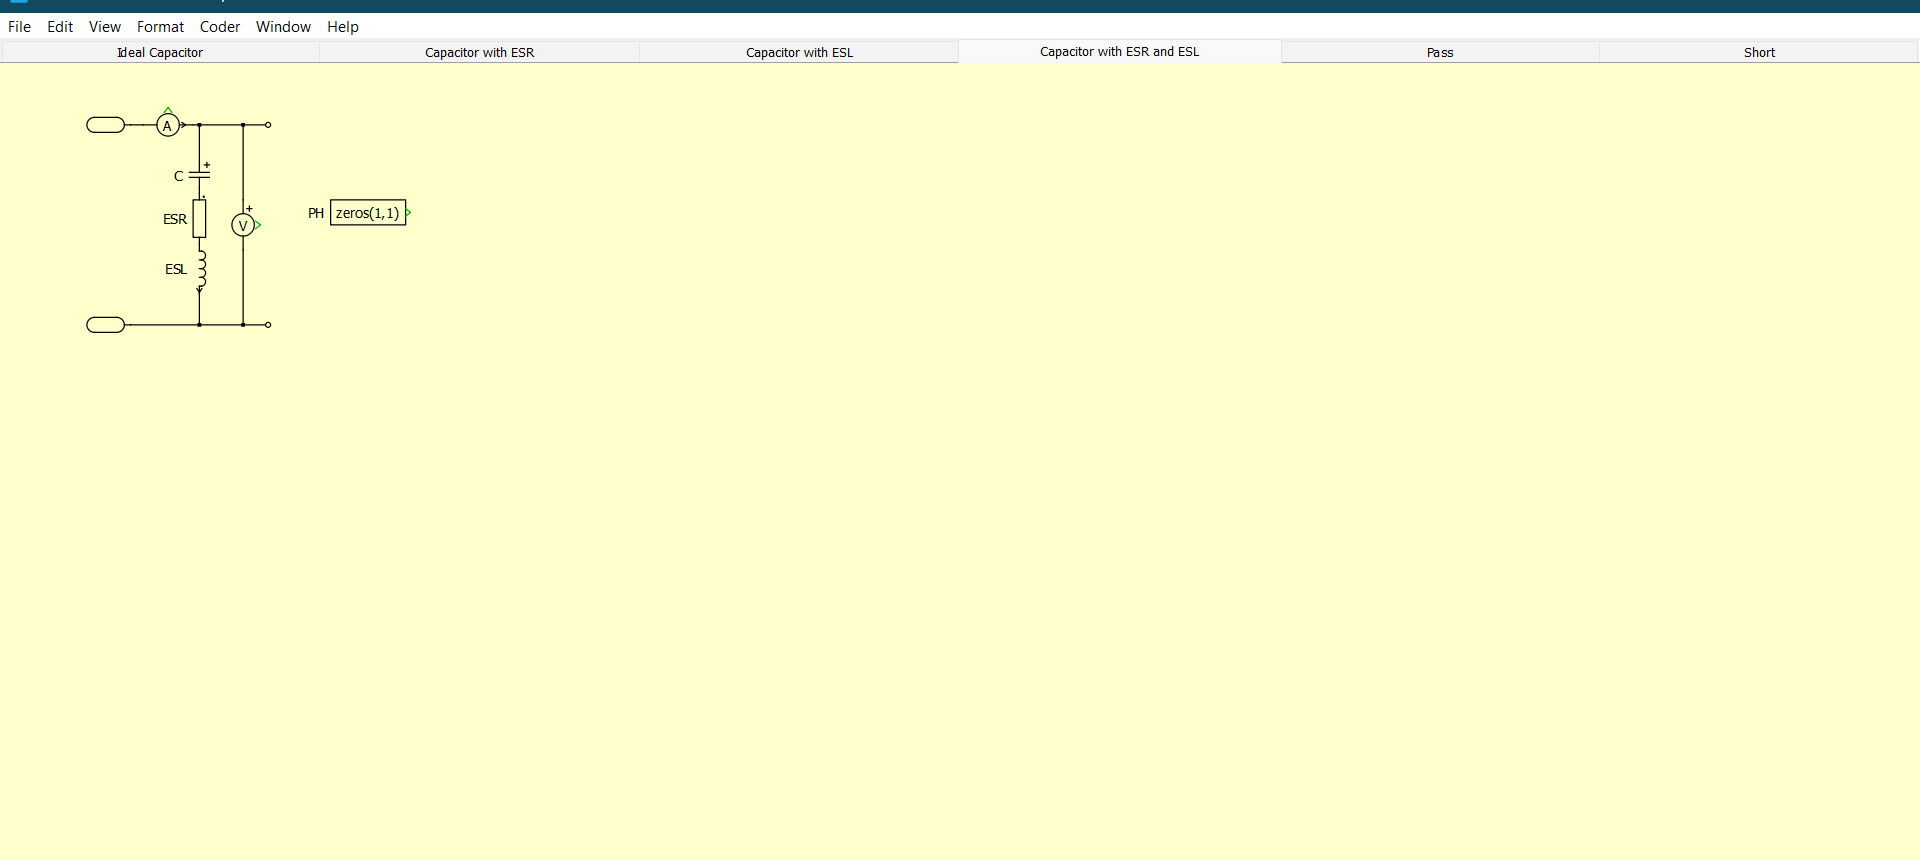 File Edit View Format Coder Window Help
Ideal Capacitor Capacitor with ESR Capacitor with ESL Capacitor with ESR and ESL Pass Short
A
+
C
ESR
+
V
PH zeros(1,1)
ESL